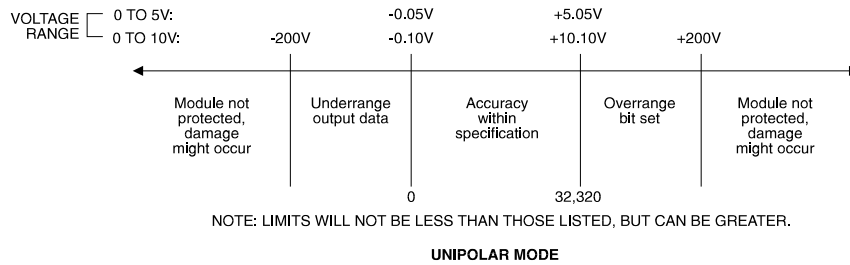 VOLTAGE RANGE
0 TO 5V: -0.05V +5.05V
0 TO 10V: -200V -0.10V +10.10V +200V
Module not protected, damage might occur
Underrange output data
Accuracy within specification
Overrange bit set
Module not protected, damage might occur
0 32,320
NOTE: LIMITS WILL NOT BE LESS THAN THOSE LISTED, BUT CAN BE GREATER.
UNIPOLAR MODE